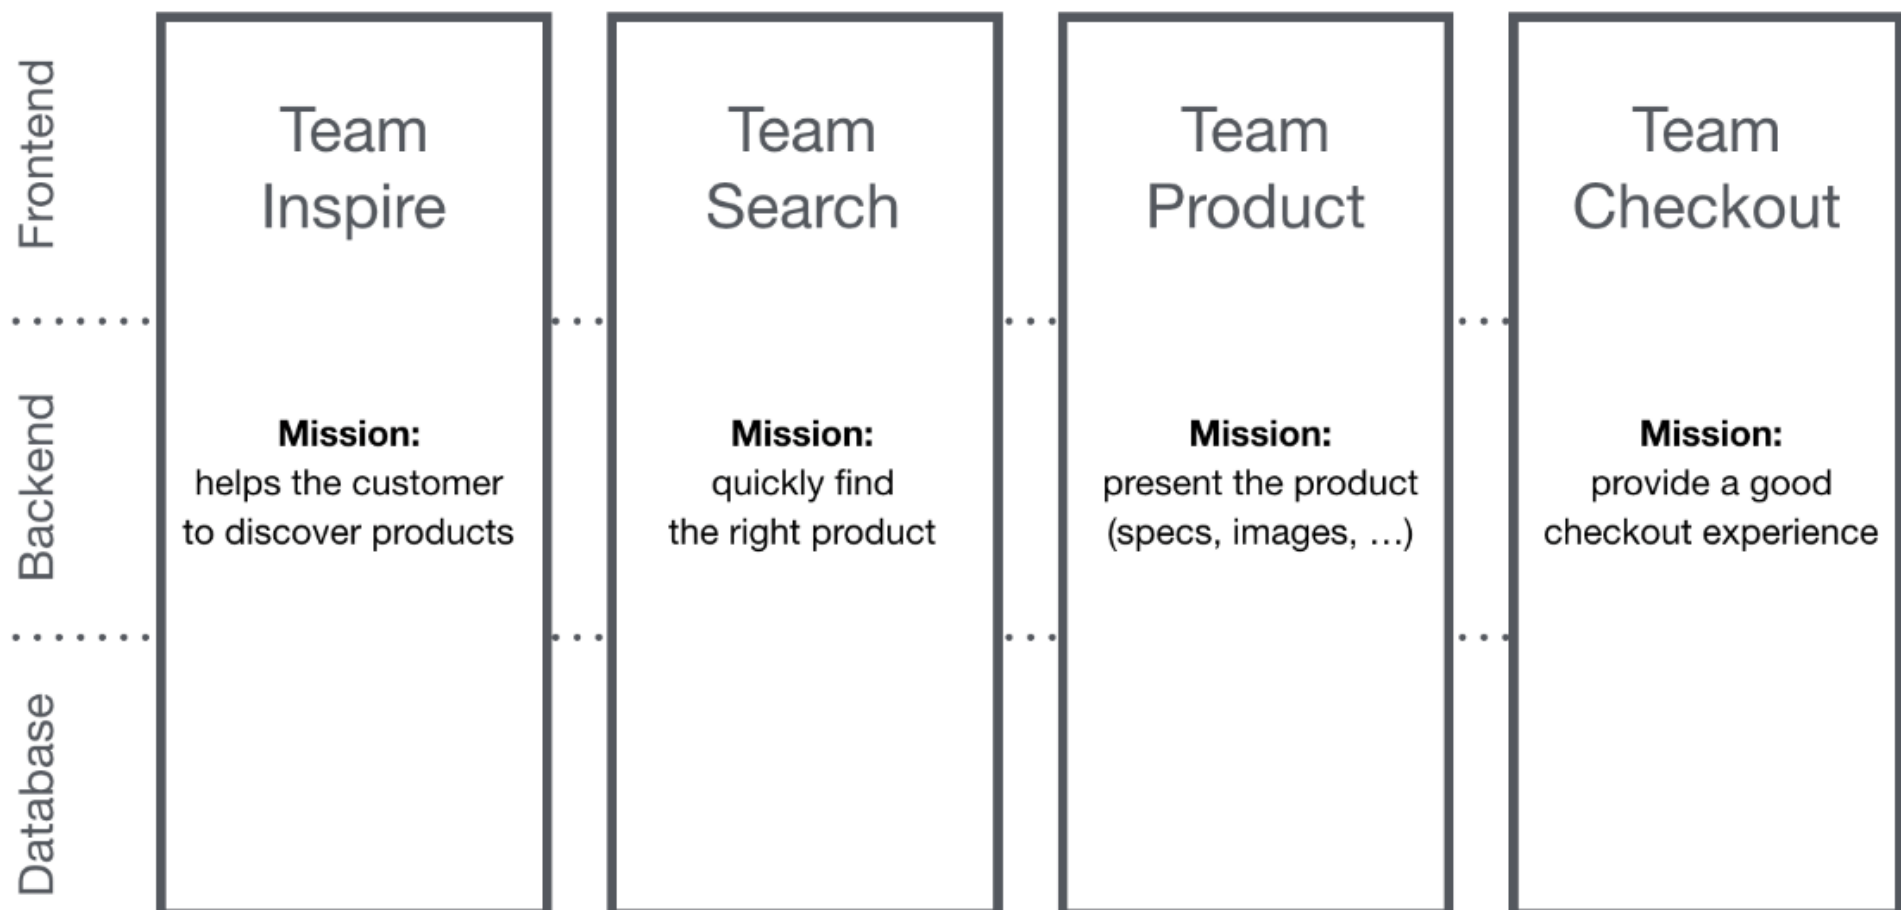 Frontend
Backend
Database
Team
Inspire
Mission:
helps the customer
to discover products
Team
Search
Mission:
quickly find
the right product
Team
Product
Mission:
present the product
(specs, images, …)
Team
Checkout
Mission:
provide a good
checkout experience